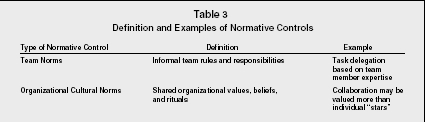 Table 3
Definition and Examples of Normative Controls
Type of Normative Control Definition Example
Team Norms Informal team rules and responsibilities Task delegation
based on team
member expertise
Organizational Cultural Norms Shared organizational values, beliefs, Collaboration may be
and rituals valued more than
individual "stars"